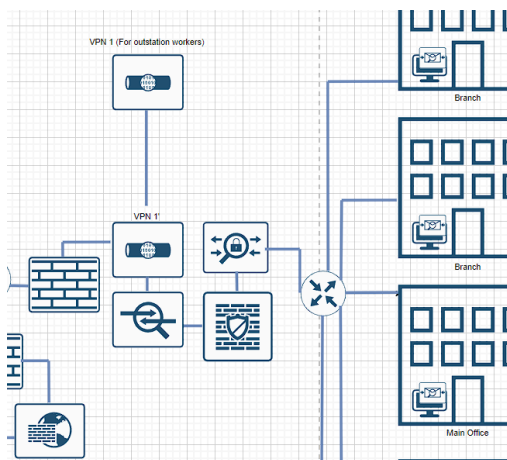 VPN 1 (For outstation workers)
Branch
VPN 1'
Branch
Main Office